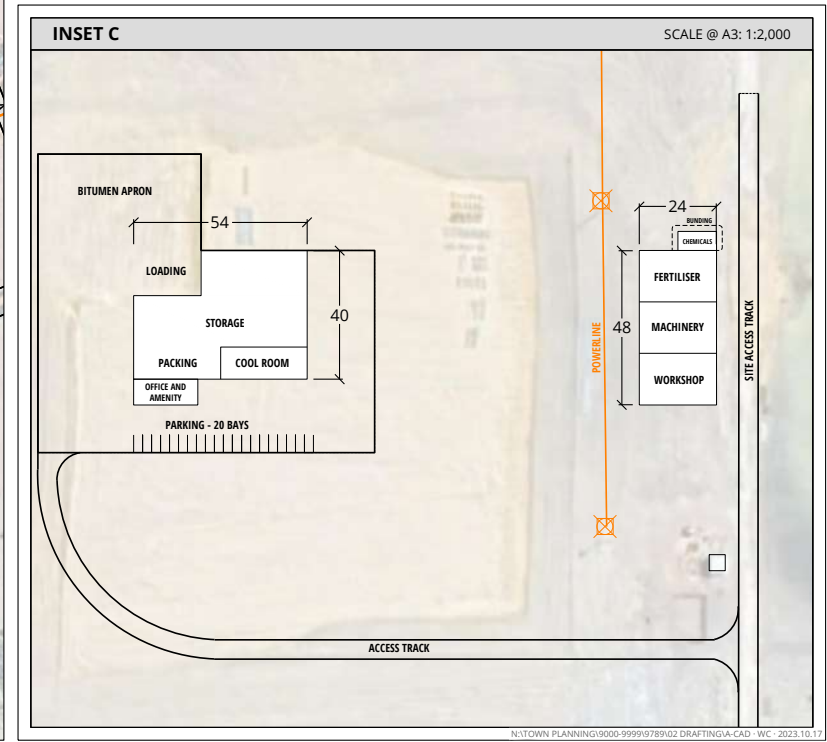 INSET C
SCALE @ A3: 1:2,000
BITUMEN APRON
54
24
BUNDING
CHEMICALS
LOADING
FERTILISER
40
STORAGE
48
MACHINERY
POWERLINE
SITE ACCESS TRACK
PACKING
COOL ROOM
WORKSHOP
OFFICE AND
AMENITY
PARKING - 20 BAYS
ACCESS TRACK
N:\TOWN PLANNING\9000-9999\9789\02 DRAFTING\A-CAD - WC - 2023.10.17